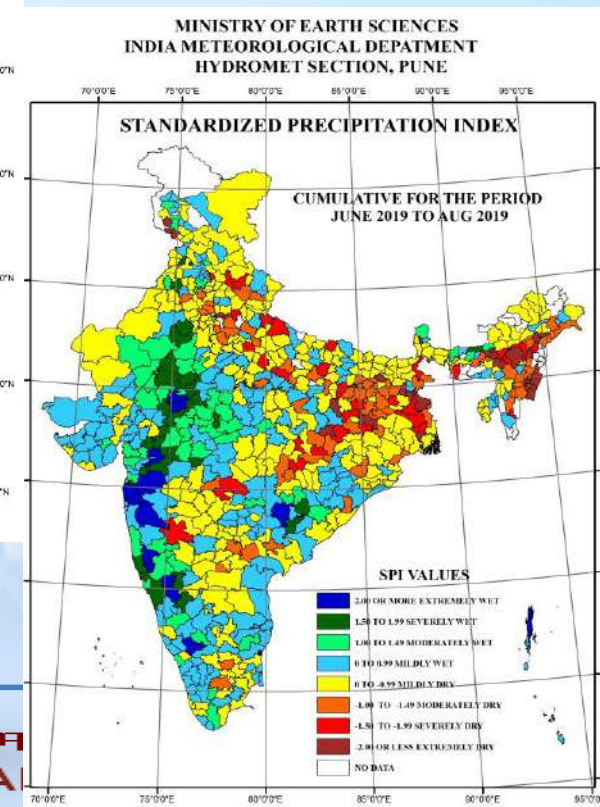 MINISTRY OF EARTH SCIENCES
INDIA METEOROLOGICAL DEPATMENT
HYDROMET SECTION, PUNE
70°0'0"E 75°0'0"E 80°0'0"E 85°0'0"E 90°0'0"E 95°0'0"E
0°N
STANDARDIZED PRECIPITATION INDEX
0°N
CUMULATIVE FOR THE PERIOD
JUNE 2019 TO AUG 2019
0°N
0°N
°N
SPI VALUES
2.00 OR MORE EXTREMELY WET
1.50 TO 1.99 SEVERELY WET
1.00 TO 1.49 MODERATELY WET
0 TO 0.99 MILDLY WET
0 TO -0.99 MILDLY DRY
-1.00 TO -1.49 MODERATELY DRY
-1.50 TO -1.99 SEVERELY DRY
-2.00 OR LESS EXTREMELY DRY
NO DATA
70°0'0"E 75°0'0"E 80°0'0"E 85°0'0"E 90°0'0"E 95°0'0